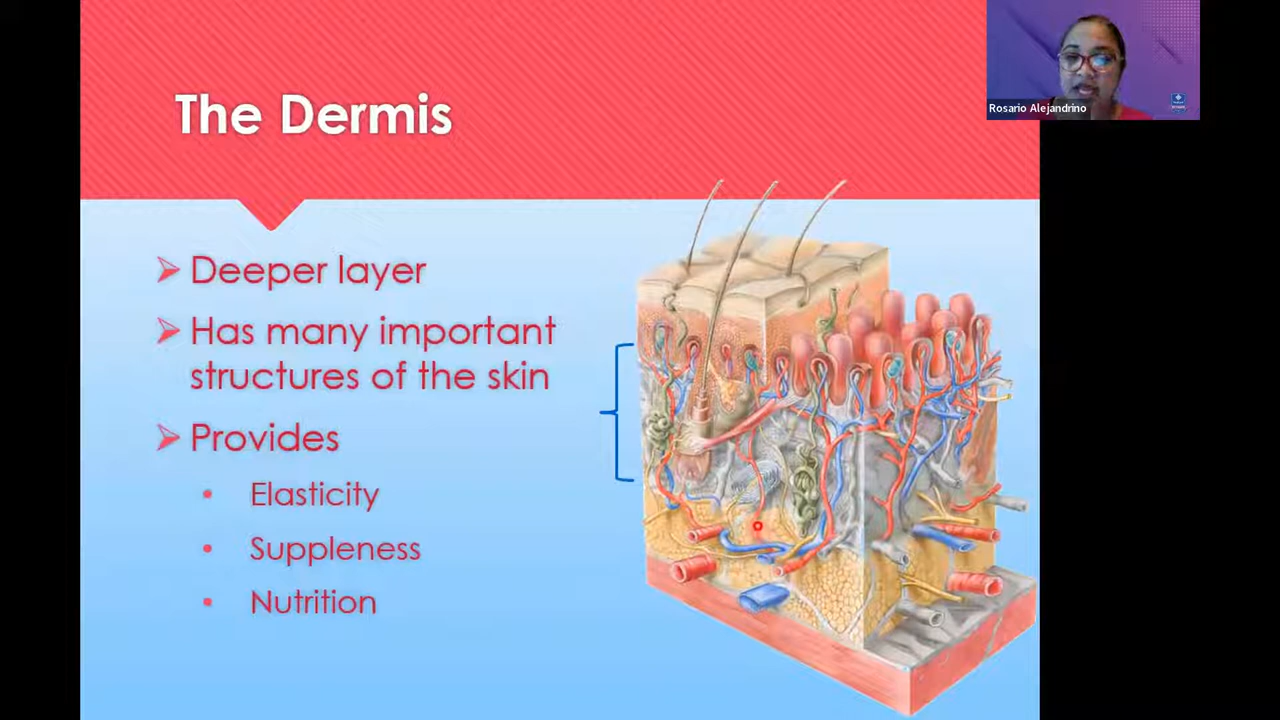 The Dermis
Rosario Alejandrino
Deeper layer
Has many important
structures of the skin
Provides
Elasticity
Suppleness
Nutrition